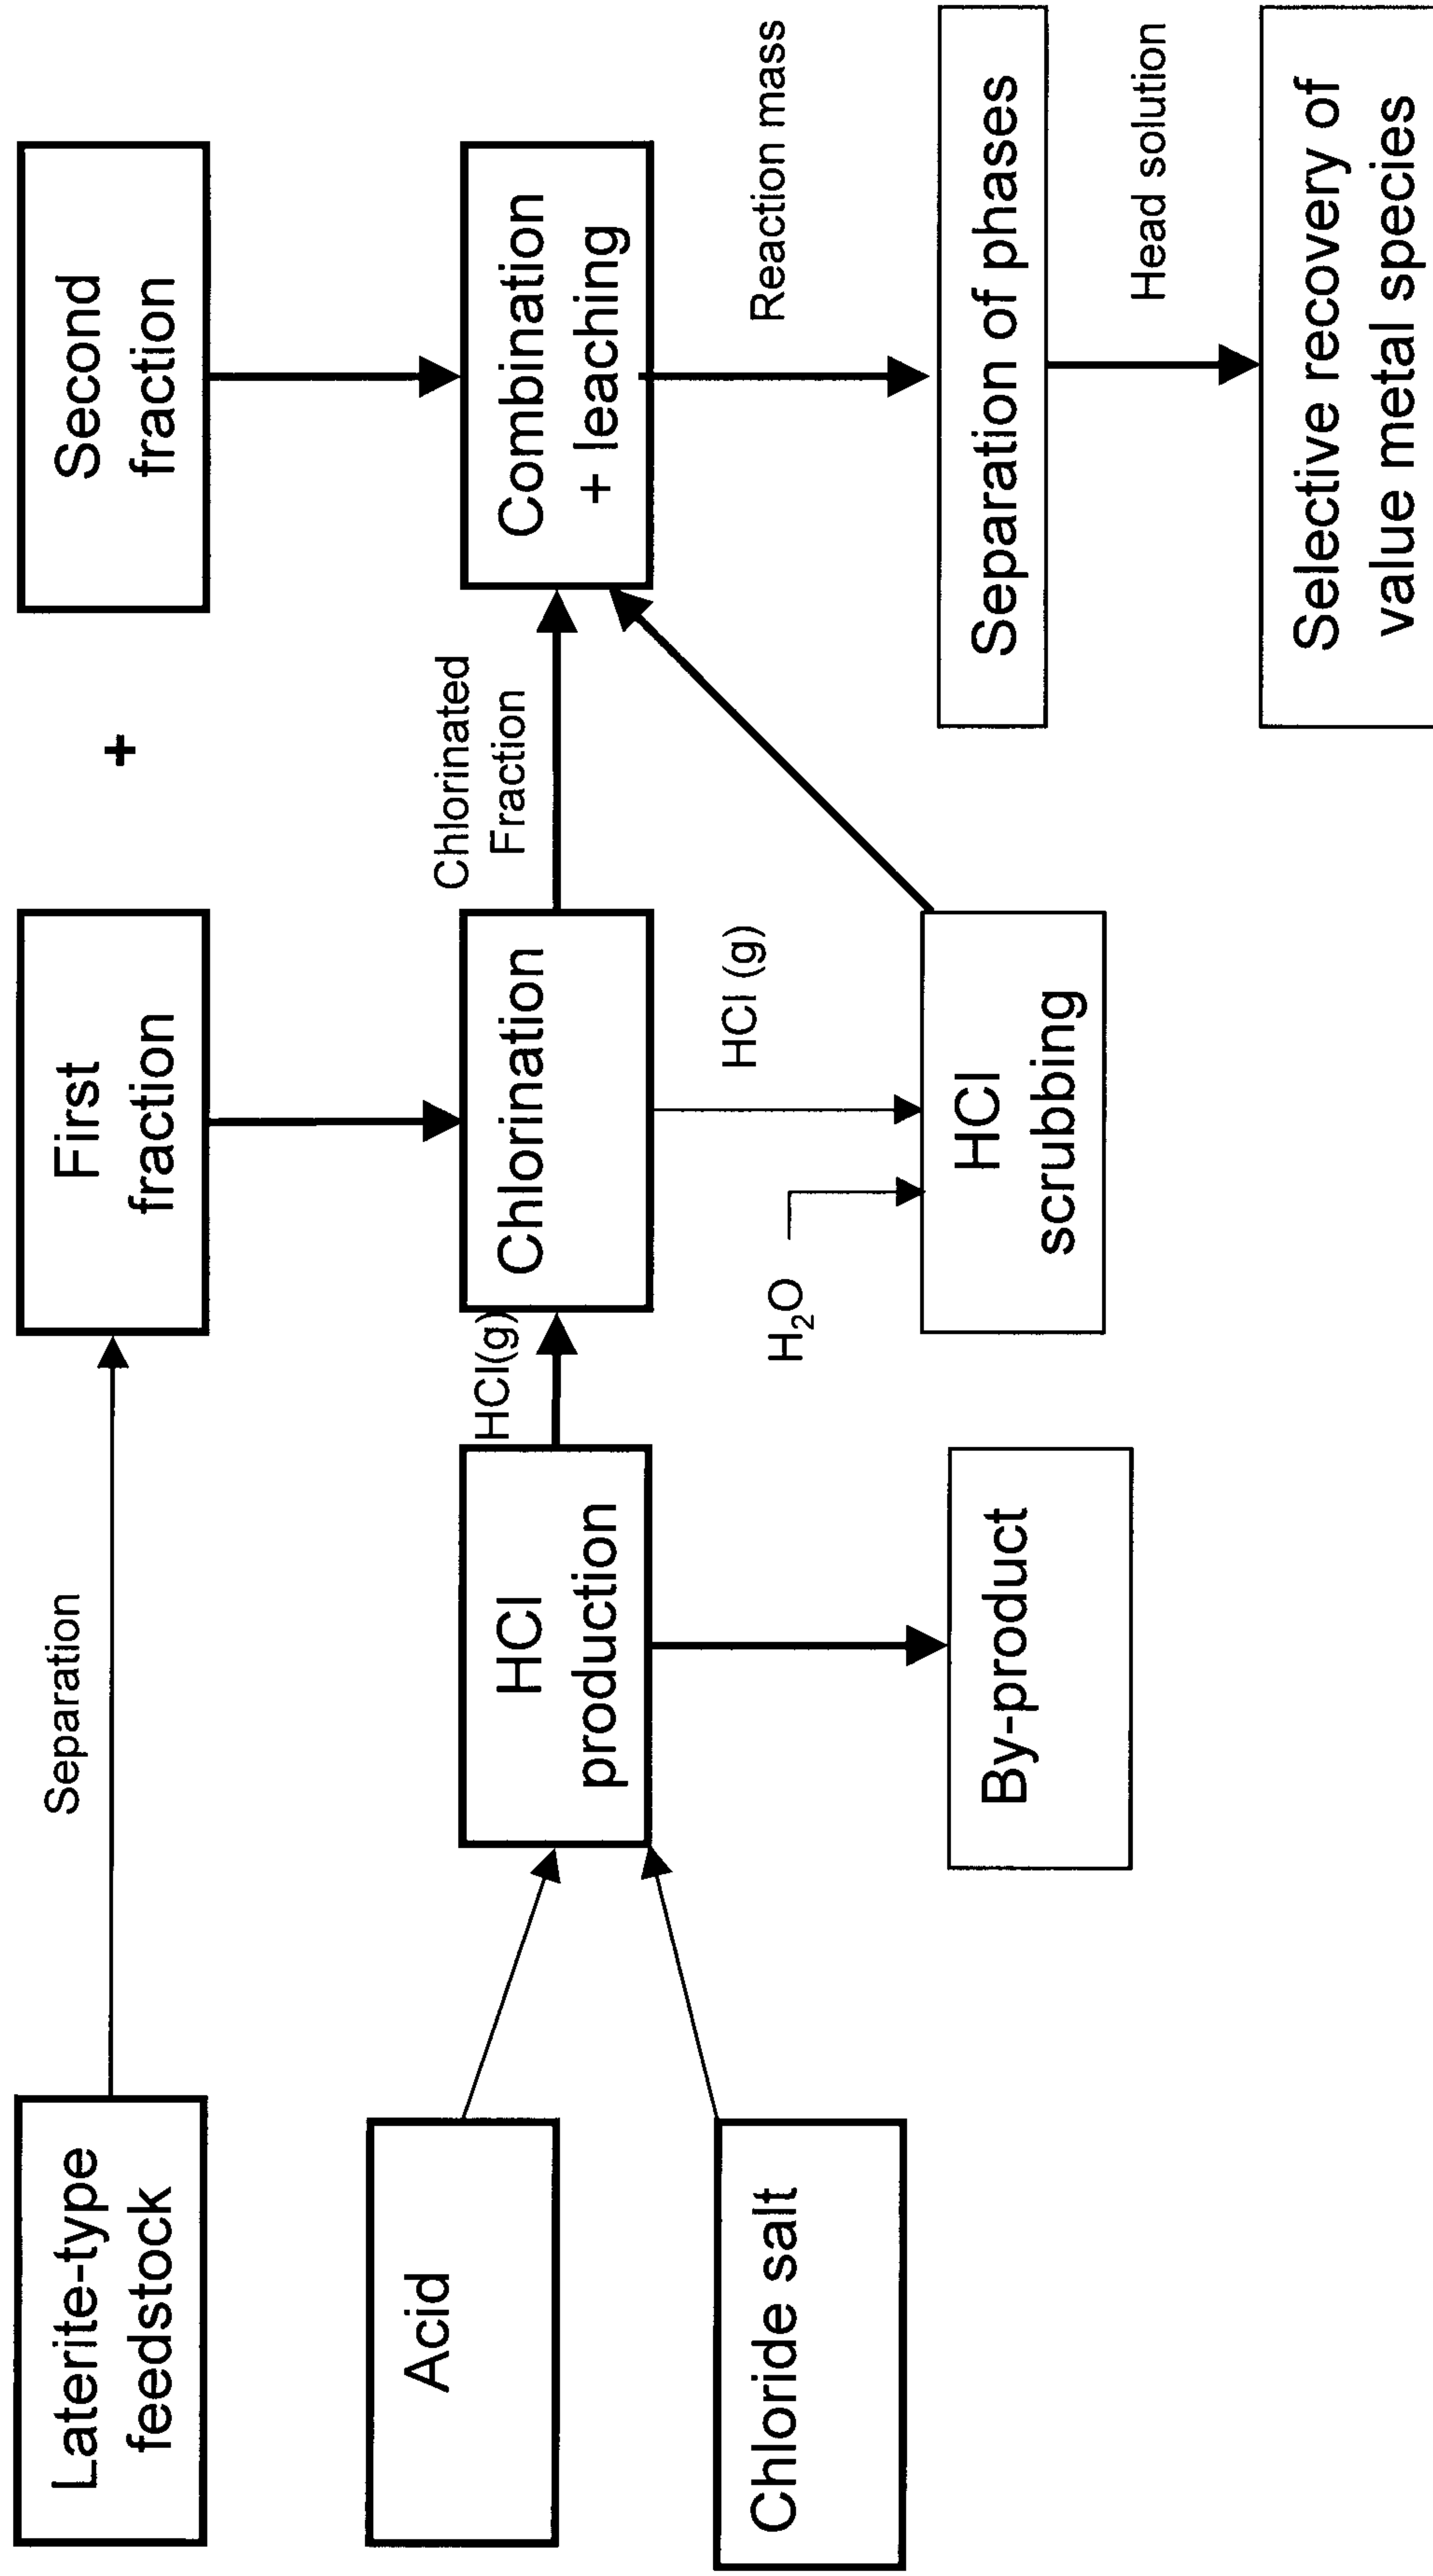 Laterite-type
feedstock
Separation
First
fraction
+
Second
fraction
Acid
Chloride salt
HCl
production
HCl(g)
Chlorination
Chlorinated
Fraction
Combination
+ leaching
By-product
H₂O
HCl (g)
HCl
scrubbing
Reaction mass
Separation of phases
Head solution
Selective recovery of
value metal species